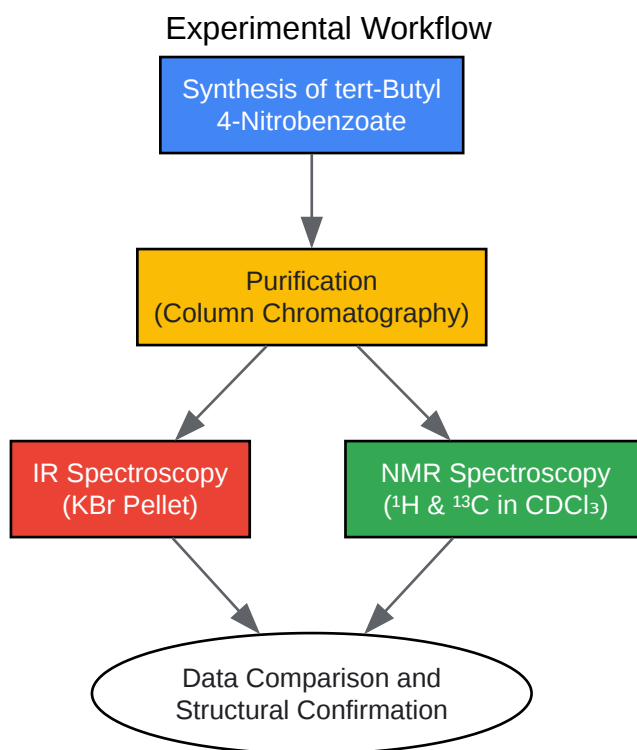 Experimental Workflow
Synthesis of tert-Butyl
4-Nitrobenzoate
Purification
(Column Chromatography)
IR Spectroscopy
(KBr Pellet)
NMR Spectroscopy
(¹H & ¹³C in CDCl₃)
Data Comparison and
Structural Confirmation